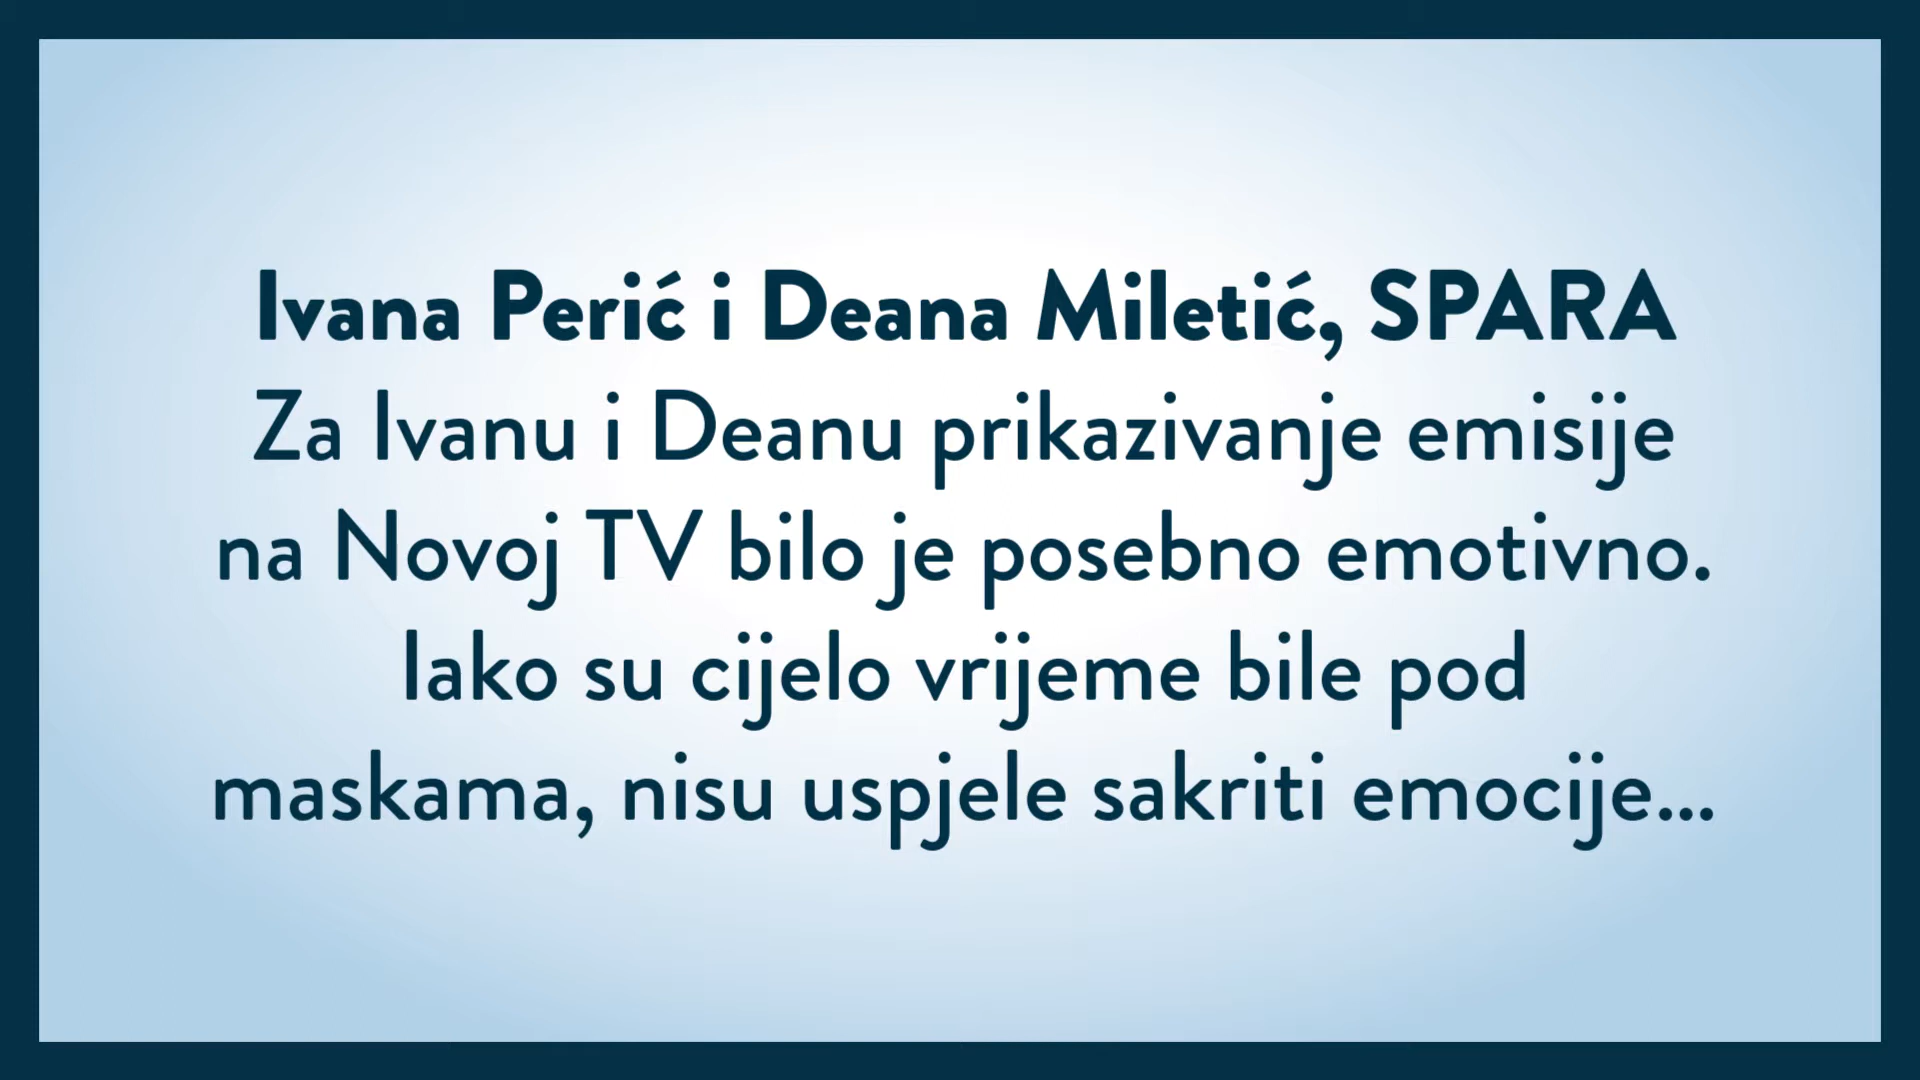 Ivana Perić i Deana Miletić, SPARA
Za Ivanu i Deanu prikazivanje emisije
na Novoj TV bilo je posebno emotivno.
Iako su cijelo vrijeme bile pod
maskama, nisu uspjele sakriti emocije...